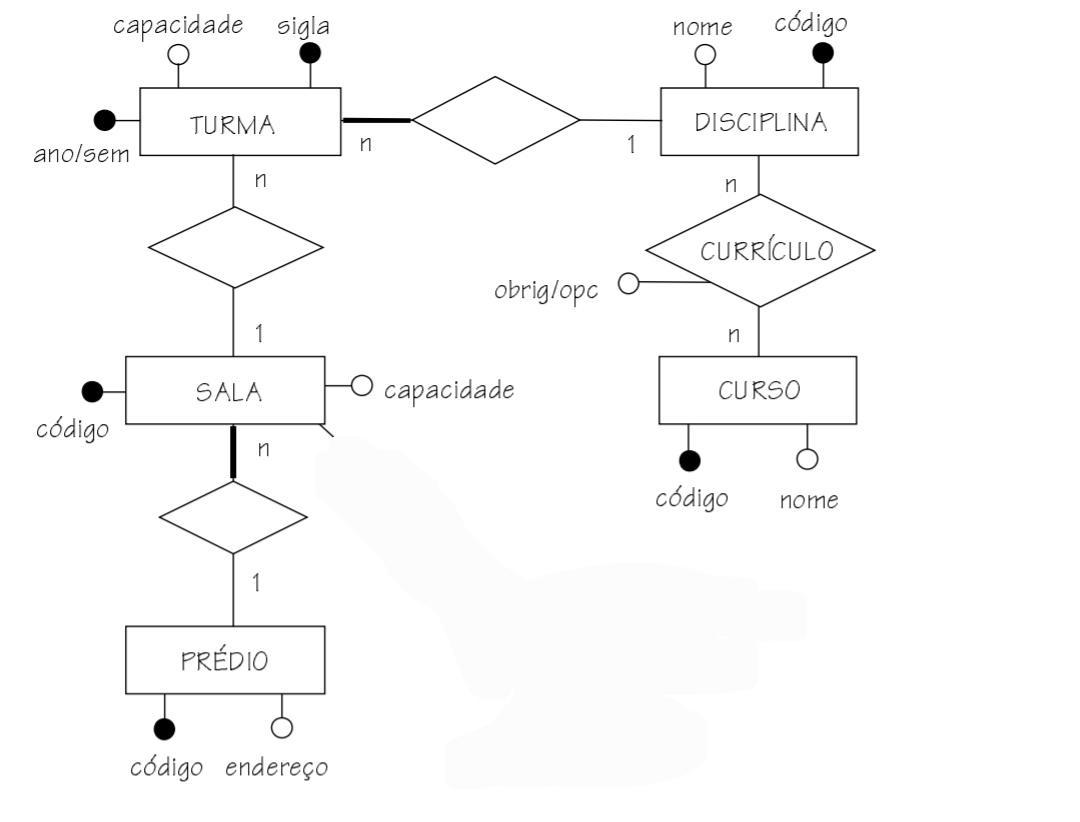 capacidade
sigla
nome
código
TURMA
DISCIPLINA
ano/sem
n
1
n
n
CURRÍCULO
obrig/opc
1
n
SALA
capacidade
CURSO
código
n
código
nome
1
PRÉDIO
código
endereço